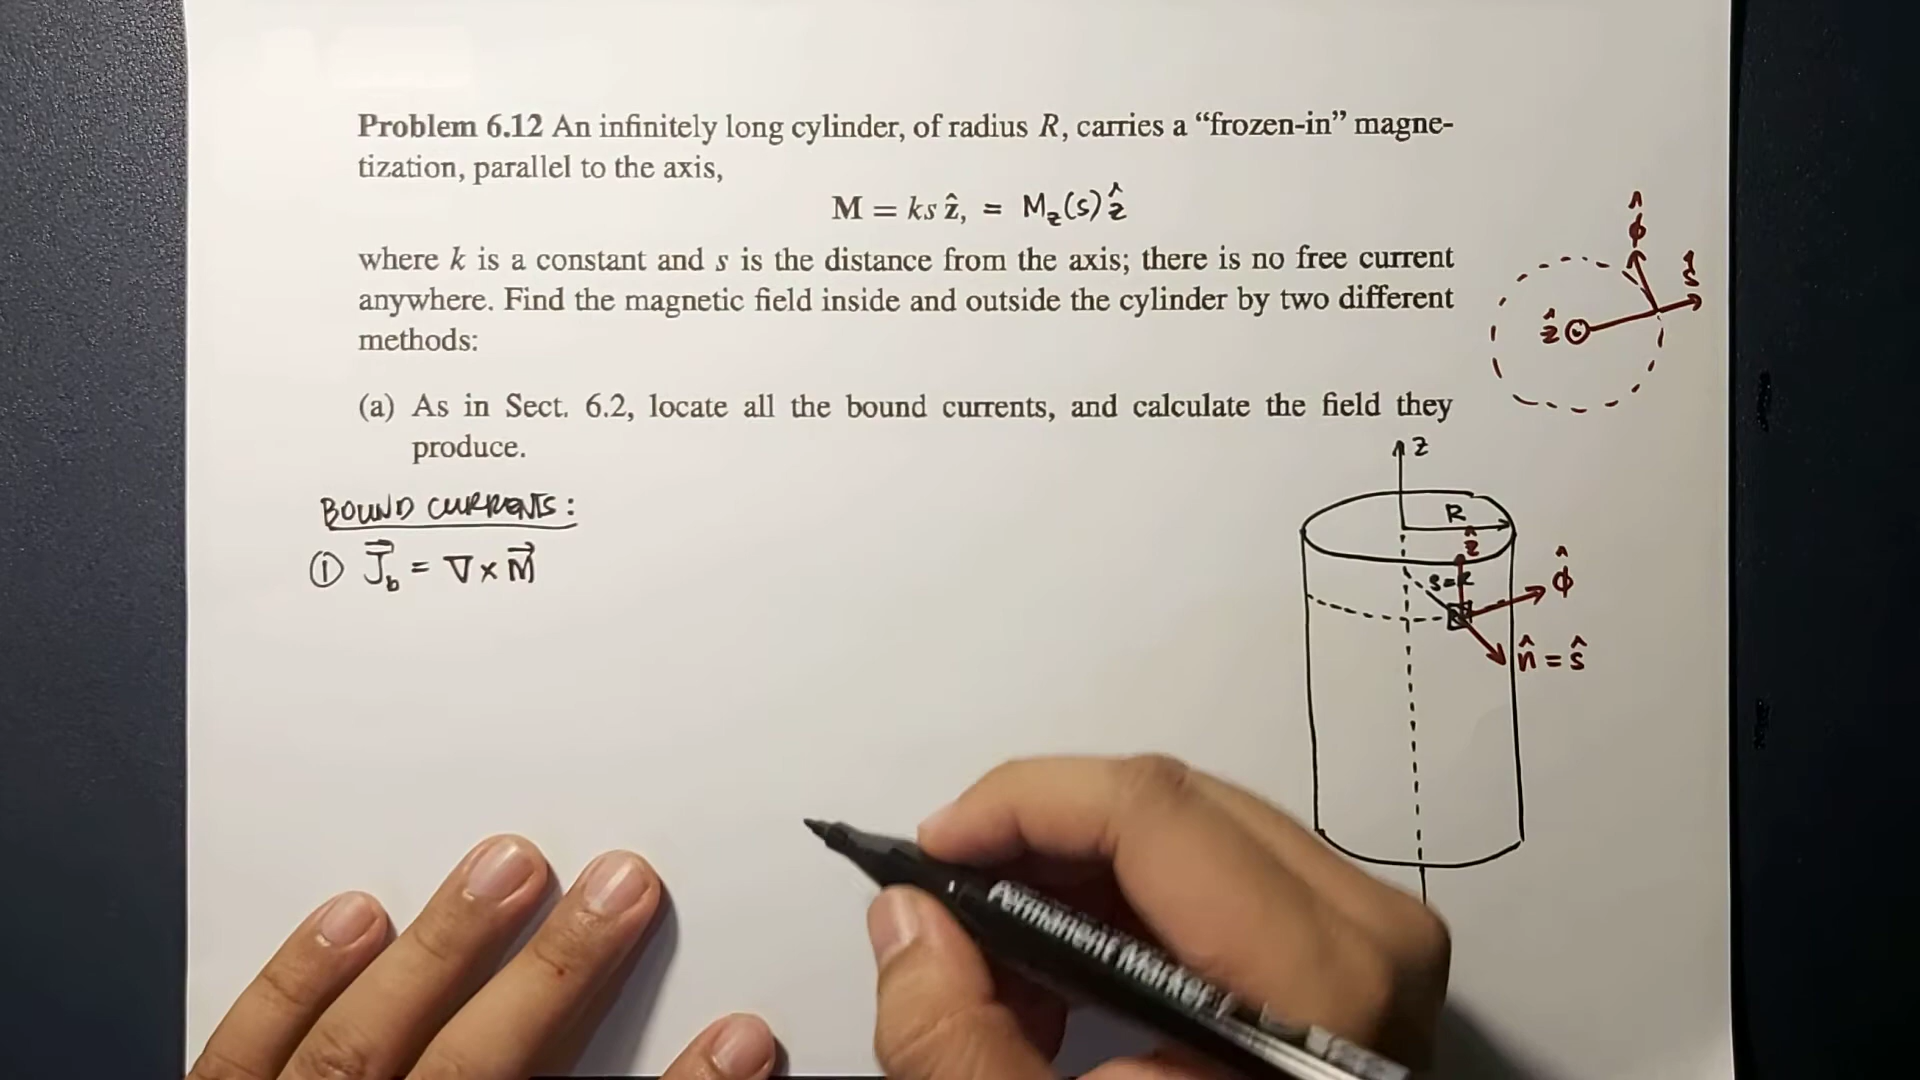 Problem 6.12 An infinitely long cylinder, of radius R, carries a “frozen-in” magne-
tization, parallel to the axis,
M = ks ẑ, = M_z(s) ẑ
where k is a constant and s is the distance from the axis; there is no free current
anywhere. Find the magnetic field inside and outside the cylinder by two different
methods:
(a) As in Sect. 6.2, locate all the bound currents, and calculate the field they
produce.
BOUND CURRENTS:
① J⃗_b = ∇ × M⃗
ϕ̂
ŝ
ẑ
z
R
ẑ
s=R
ϕ̂
n̂ = ŝ
Permanent Marker